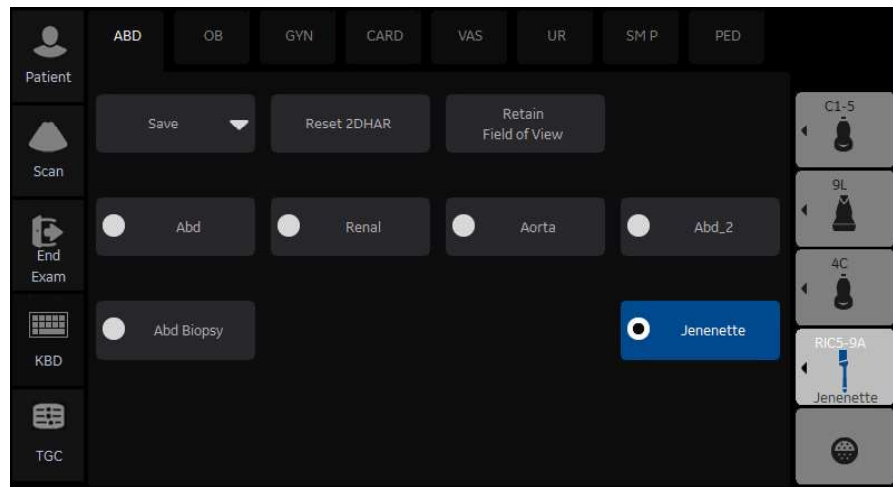 ABD
OB
GYN
CARD
VAS
UR
SM P
PED
Patient
Scan
End
Exam
KBD
TGC
Save
Reset 2DHAR
Retain
Field of View
Abd
Renal
Aorta
Abd_2
Abd Biopsy
Jenenette
C1-5
9L
4C
RIC5-9A
Jenenette